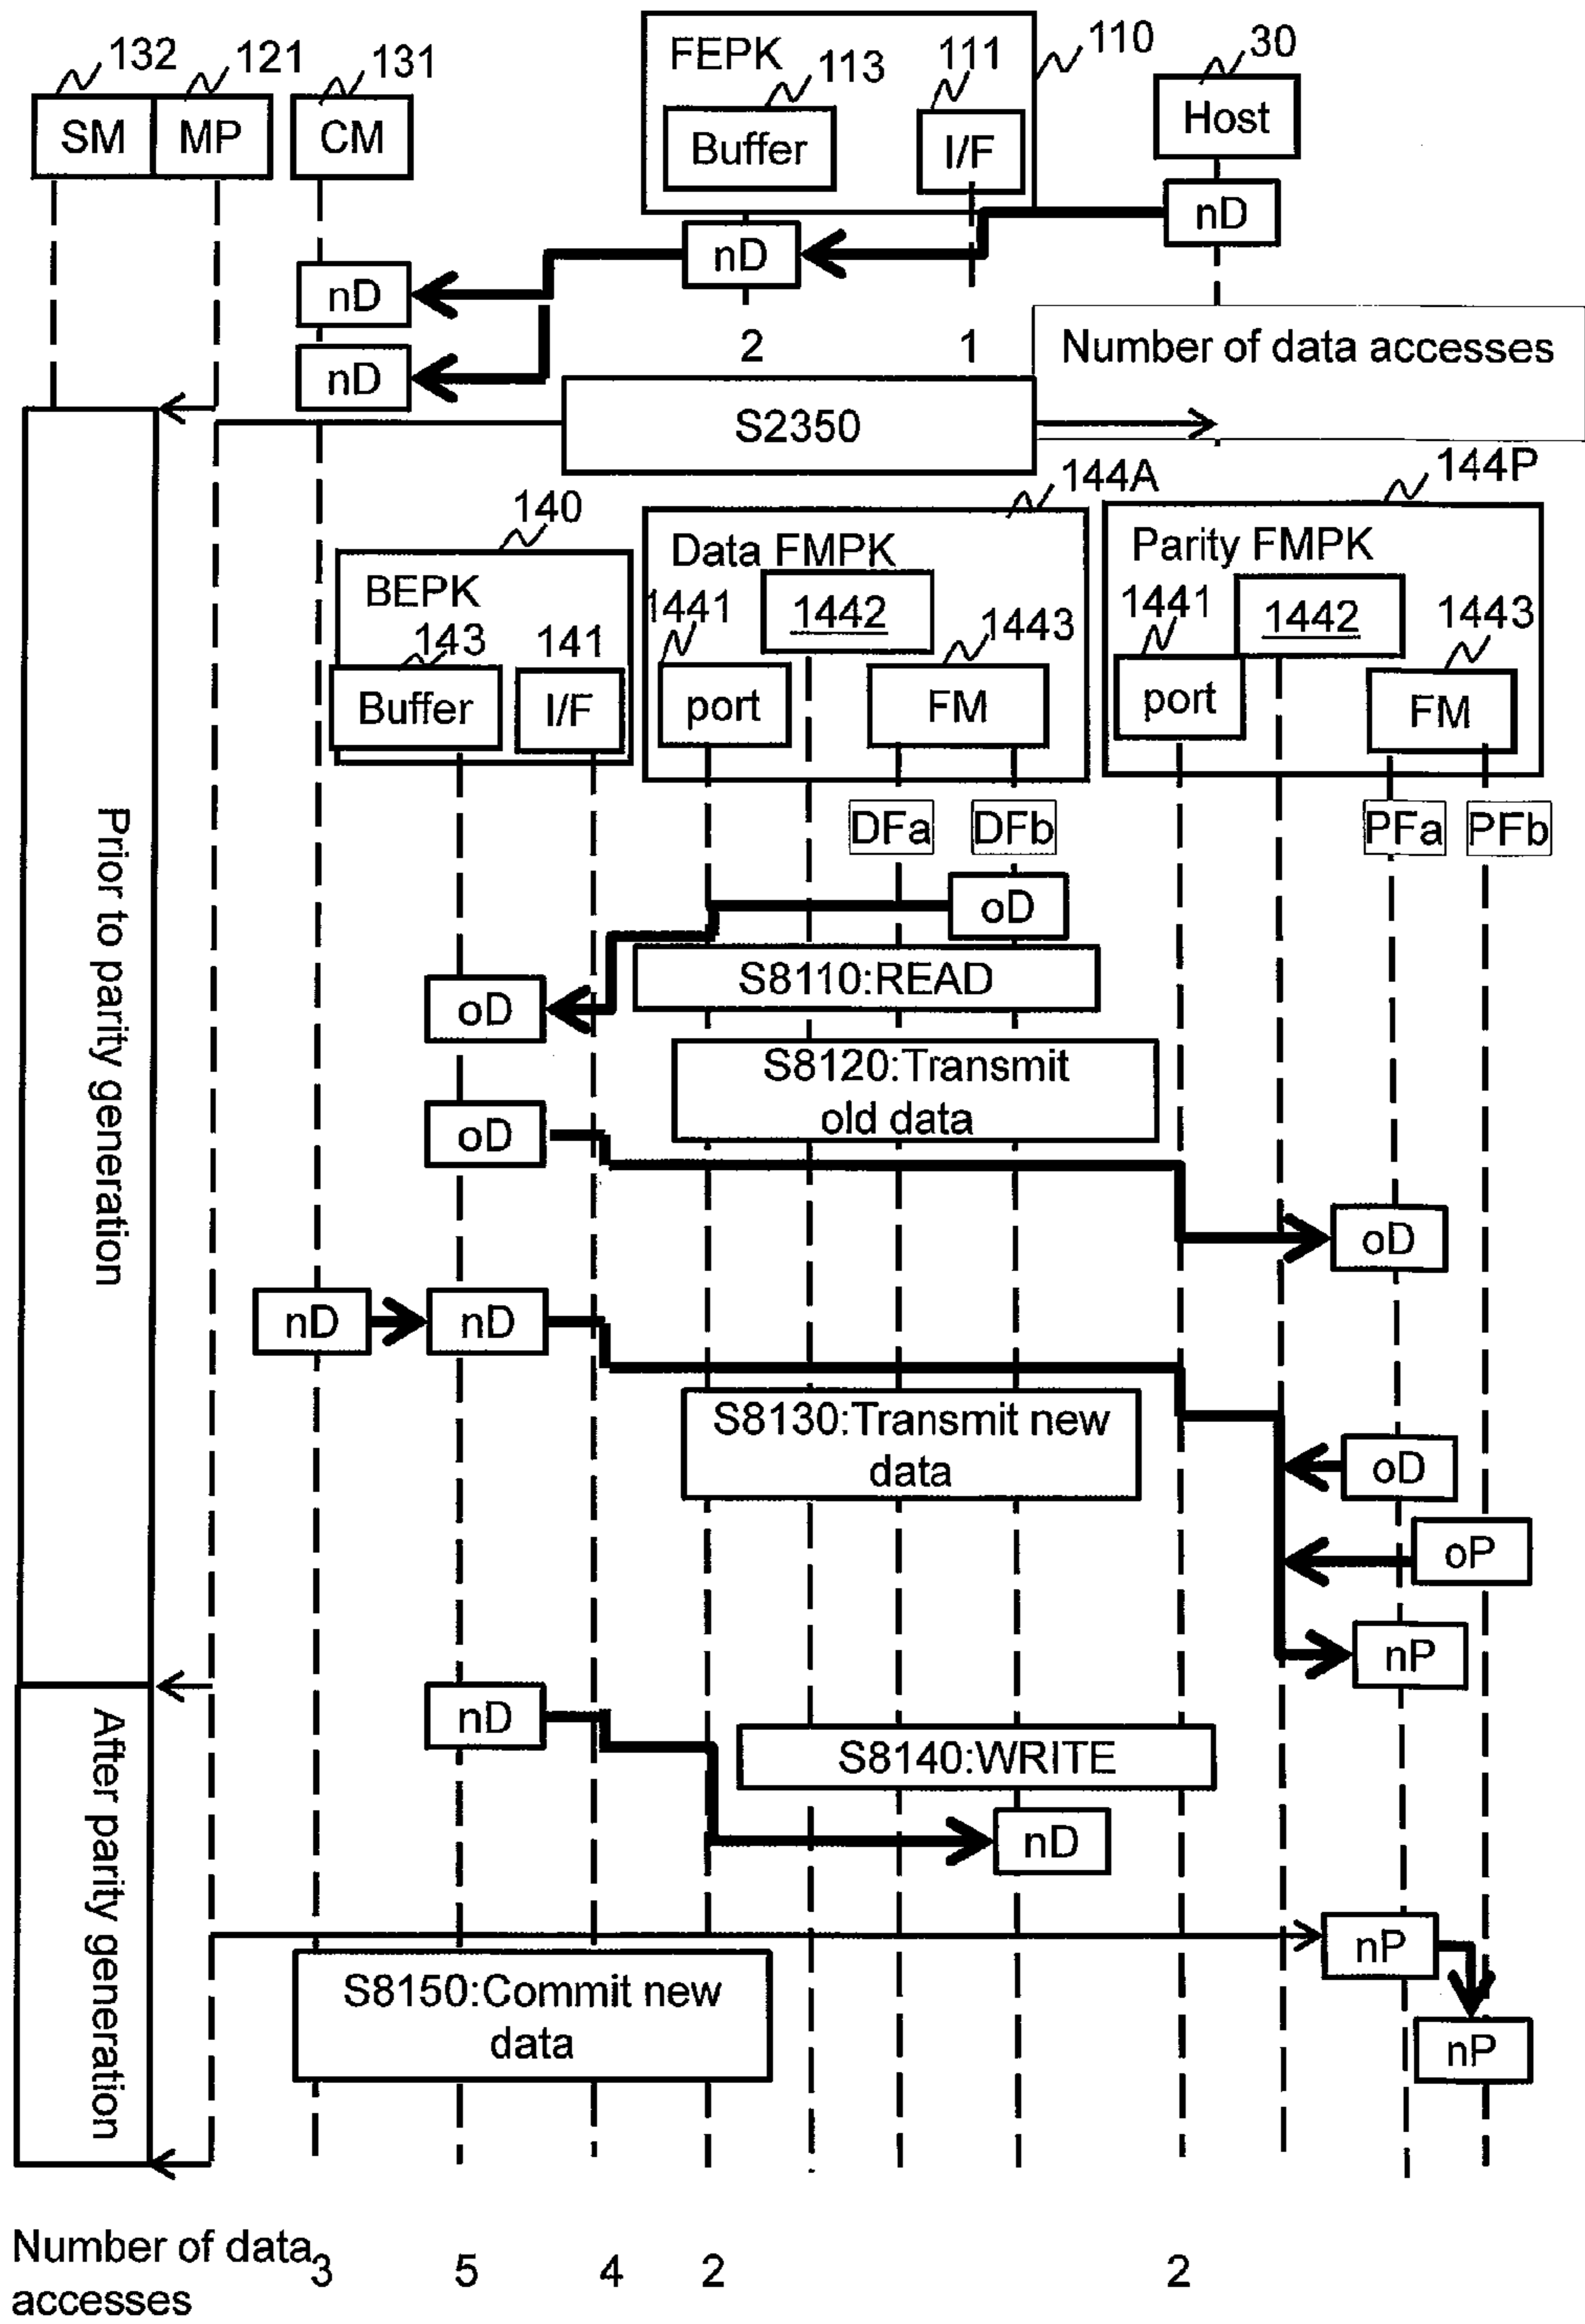 132
121
131
FEPK
113
111
110
30
SM
MP
CM
Buffer
I/F
Host
nD
nD
nD
nD
2
1
Number of data accesses
S2350
140
144A
144P
BEPK
Data FMPK
Parity FMPK
143
141
1441
1442
1443
1441
1442
1443
Buffer
I/F
port
FM
port
FM
DFa
DFb
PFa
PFb
Prior to parity generation
oD
S8110:READ
oD
S8120:Transmit
old data
oD
oD
nD
nD
S8130:Transmit new
data
oD
oP
nP
After parity generation
nD
S8140:WRITE
nD
nP
S8150:Commit new
data
nP
Number of data
accesses
3
5
4
2
2